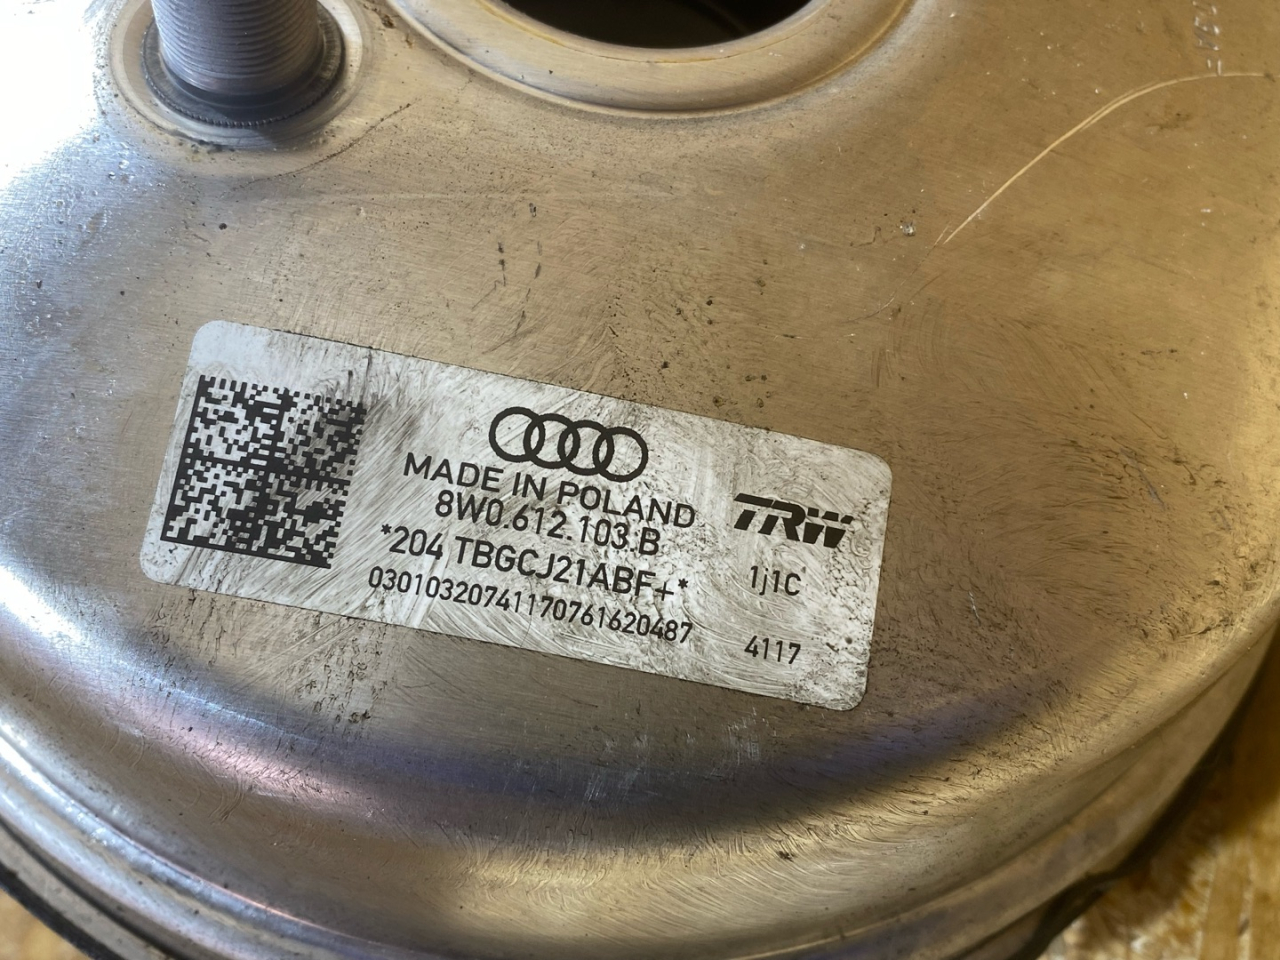 MADE IN POLAND
8W0.612.103.B
*204 TBGCJ21ABF+*
03010320741170761620487
TRW
1j1C
4117